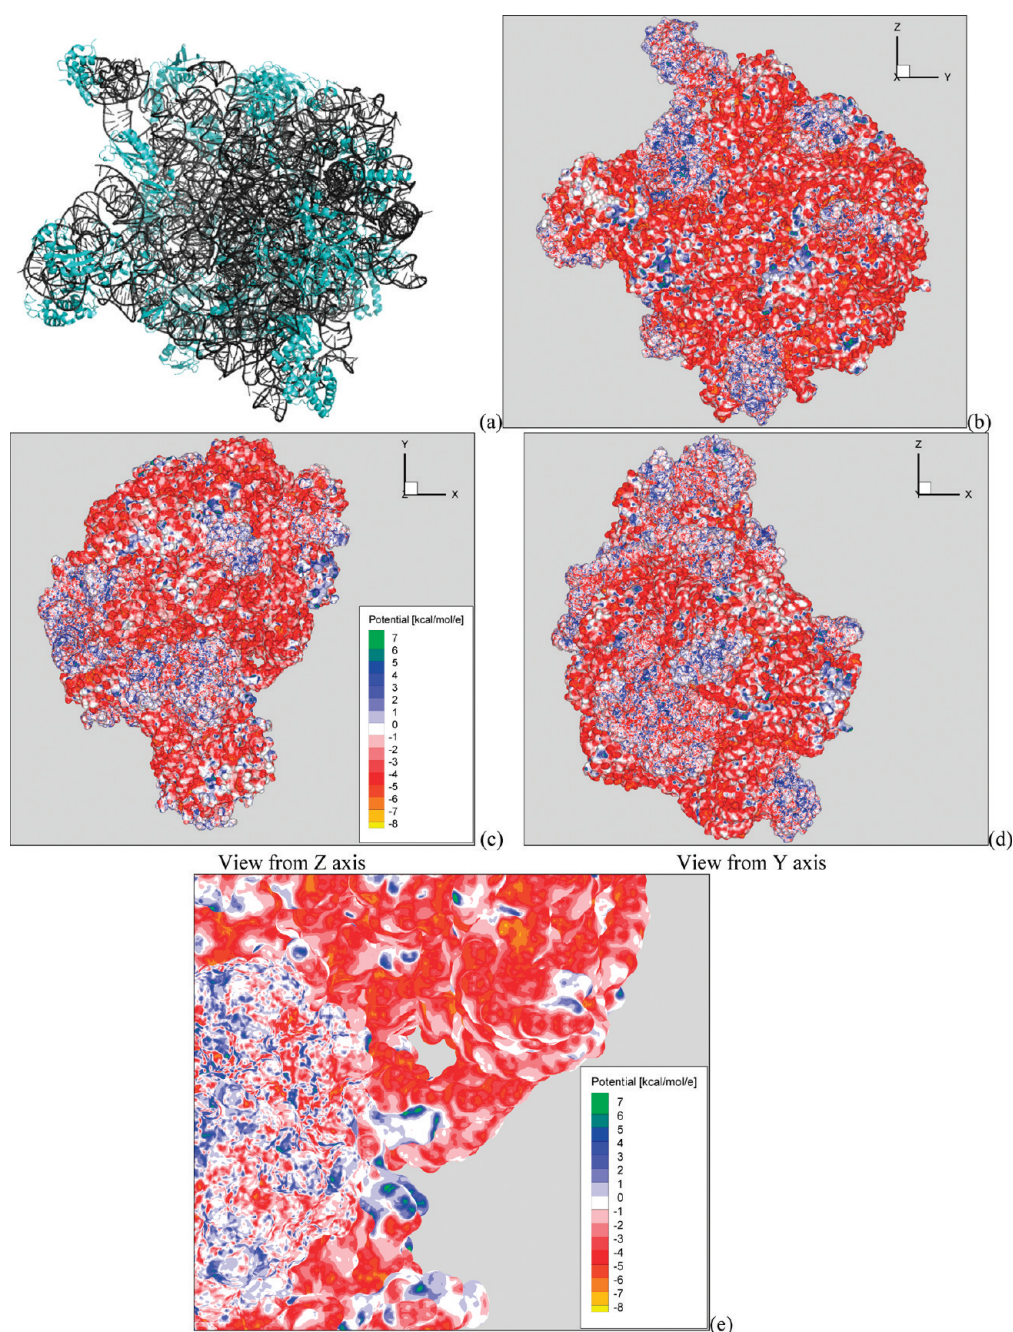 Z
X Y
(a)
(b)
Y
Z X
Potential [kcal/mol/e]
7
6
5
4
3
2
1
0
-1
-2
-3
-4
-5
-6
-7
-8
(c)
Z
Y X
(d)
View from Z axis
View from Y axis
Potential [kcal/mol/e]
7
6
5
4
3
2
1
0
-1
-2
-3
-4
-5
-6
-7
-8
(e)